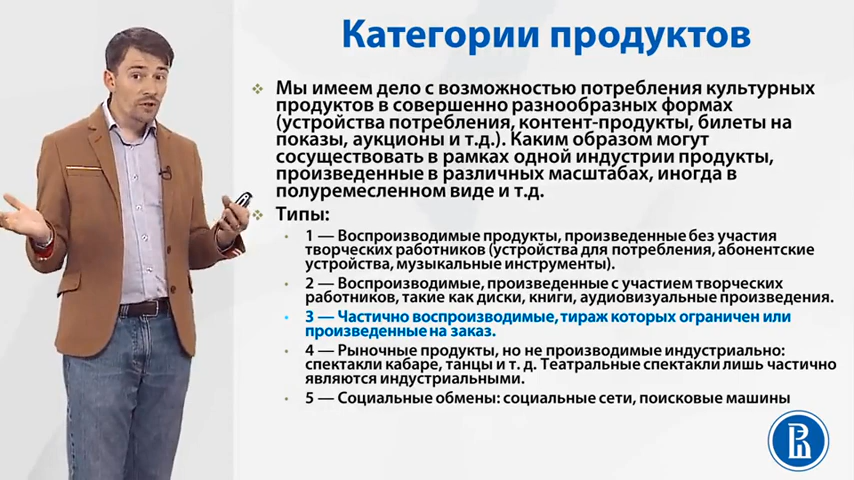 Категории продуктов
Мы имеем дело с возможностью потребления культурных
продуктов в совершенно разнообразных формах
(устройства потребления, контент-продукты, билеты на
показы, аукционы и т.д.). Каким образом могут
сосуществовать в рамках одной индустрии продукты,
произведенные в различных масштабах, иногда в
полуремесленном виде и т.д.
Типы:
1 — Воспроизводимые продукты, произведенные без участия
творческих работников (устройства для потребления, абонентские
устройства, музыкальные инструменты).
2 — Воспроизводимые, произведенные с участием творческих
работников, такие как диски, книги, аудиовизуальные произведения.
3 — Частично воспроизводимые, тираж которых ограничен или
произведенные на заказ.
4 — Рыночные продукты, но не производимые индустриально:
спектакли кабаре, танцы и т. д. Театральные спектакли лишь частично
являются индустриальными.
5 — Социальные обмены: социальные сети, поисковые машины